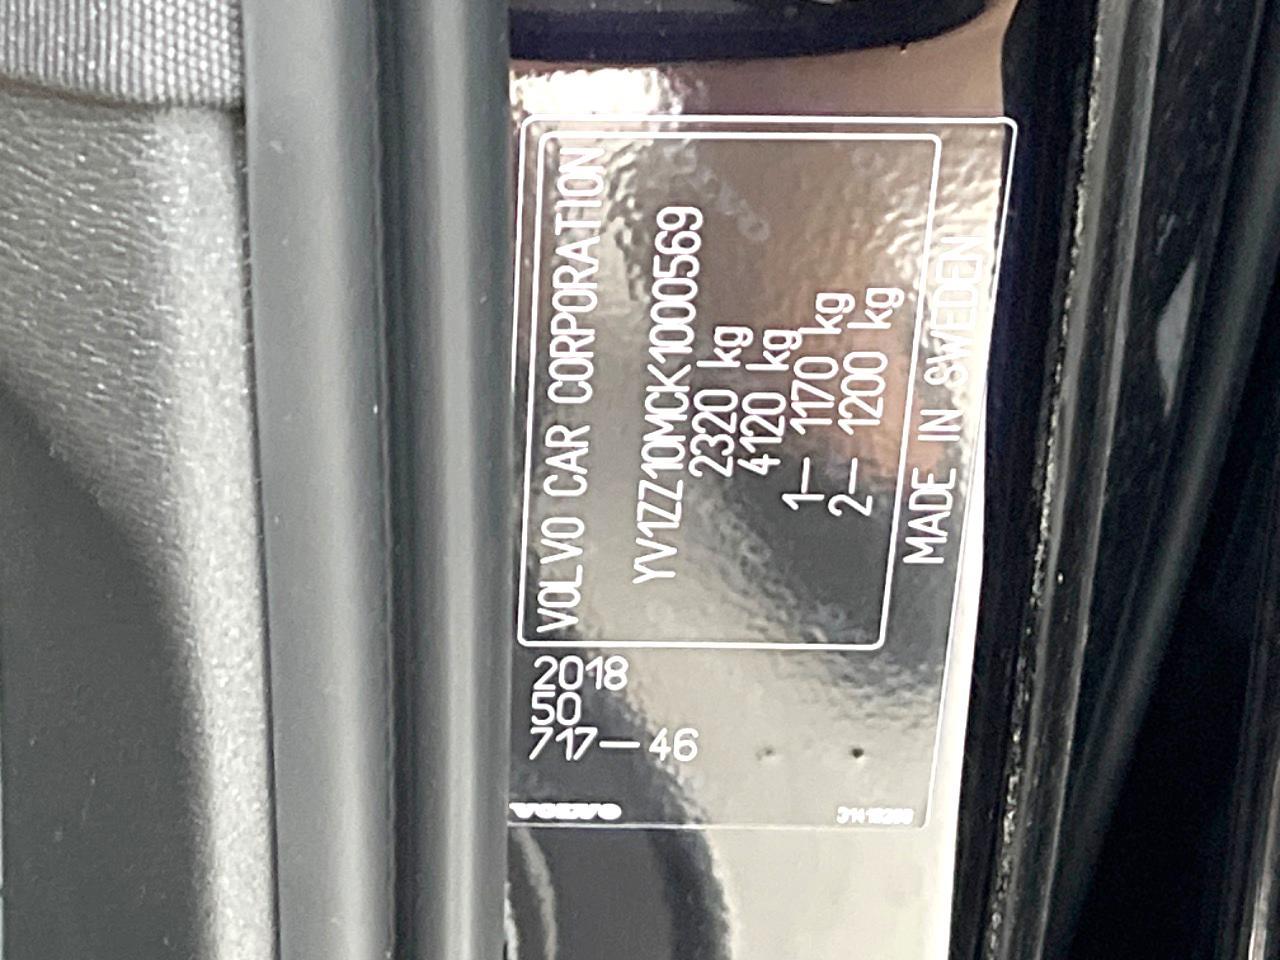 VOLVO CAR CORPORATION
YV1ZZ10MCK1000569
2320 kg
4120 kg
1— 1170 kg
2— 1200 kg
MADE IN SWEDEN
2018
50
717—46
VOLVO